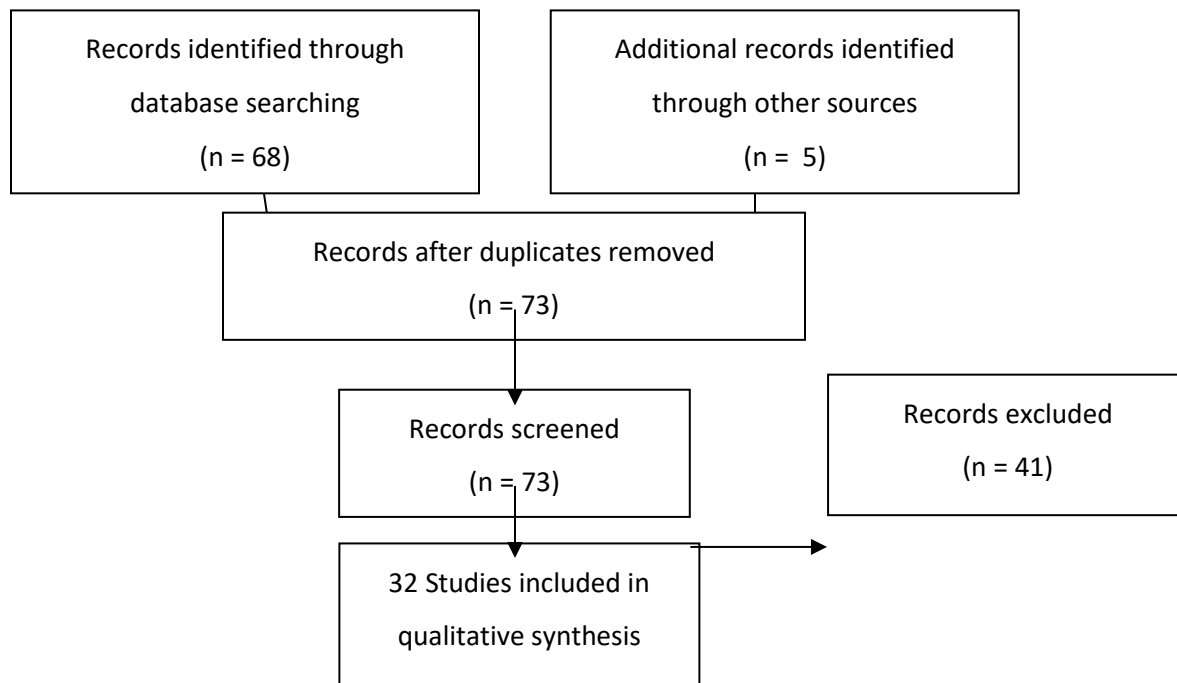 Records identified through
database searching
(n = 68)
Additional records identified
through other sources
(n = 5)
Records after duplicates removed
(n = 73)
Records screened
(n = 73)
Records excluded
(n = 41)
32 Studies included in
qualitative synthesis